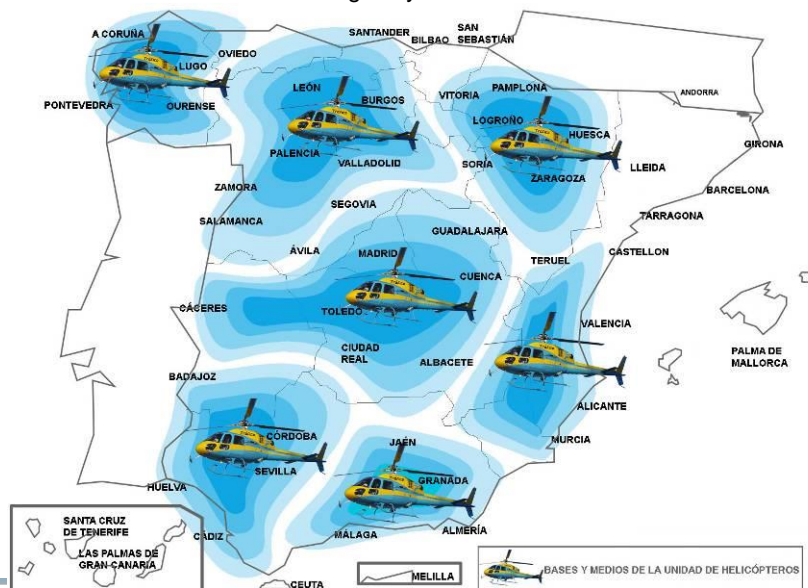 A CORUÑA
OVIEDO
LUGO
PONTEVEDRA
OURENSE
SANTANDER
BILBAO
SAN
SEBASTIÁN
LEÓN
BURGOS
PALENCIA
VALLADOLID
ZAMORA
SALAMANCA
SEGOVIA
ÁVILA
VITORIA
PAMPLONA
LOGROÑO
HUESCA
SORÍA
ZARAGOZA
ANDORRA
GIRONA
LLEIDA
BARCELONA
TARRAGONA
GUADALAJARA
MADRID
CUENCA
TERUEL
CASTELLON
CÁCERES
TOLEDO
CIUDAD
REAL
ALBACETE
VALENCIA
PALMA DE
MALLORCA
BADAJOZ
ALICANTE
MURCIA
CÓRDOBA
SEVILLA
HUELVA
CÁDIZ
JAÉN
GRANADA
MÁLAGA
ALMERÍA
SANTA CRUZ
DE TENERIFE
LAS PALMAS DE
GRAN CANARIA
CEUTA
MELILLA
BASES Y MEDIOS DE LA UNIDAD DE HELICÓPTEROS